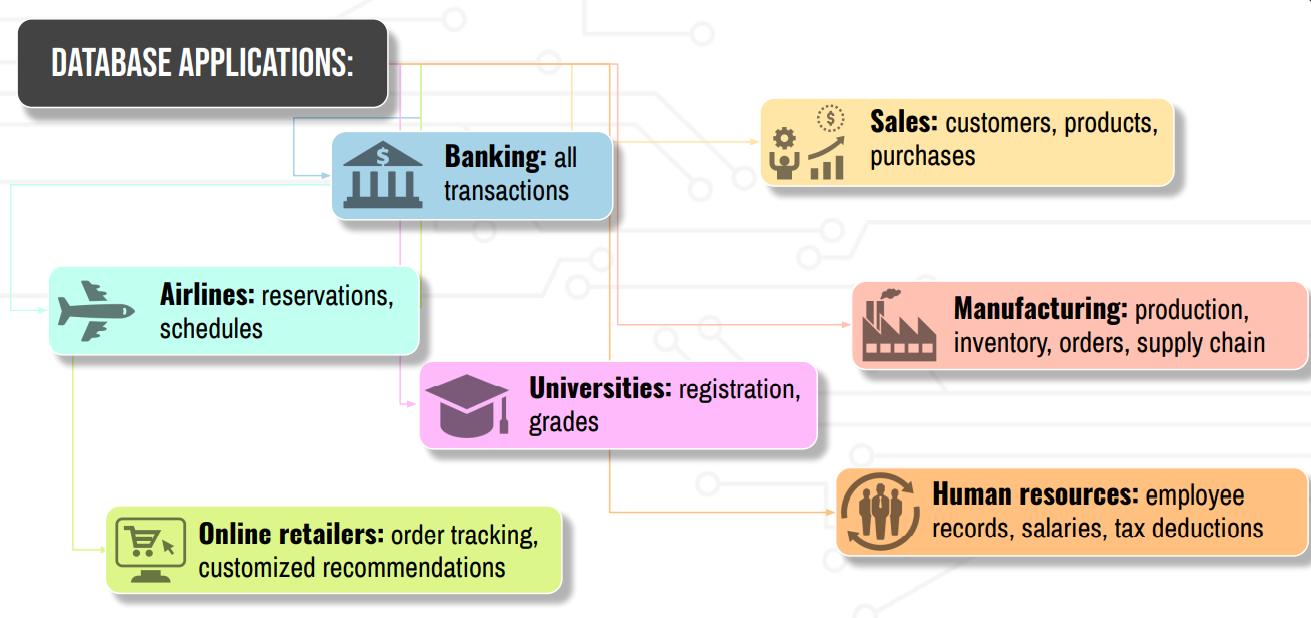 DATABASE APPLICATIONS:
Banking: all
transactions
Sales: customers, products,
purchases
Airlines: reservations,
schedules
Manufacturing: production,
inventory, orders, supply chain
Universities: registration,
grades
Human resources: employee
records, salaries, tax deductions
Online retailers: order tracking,
customized recommendations